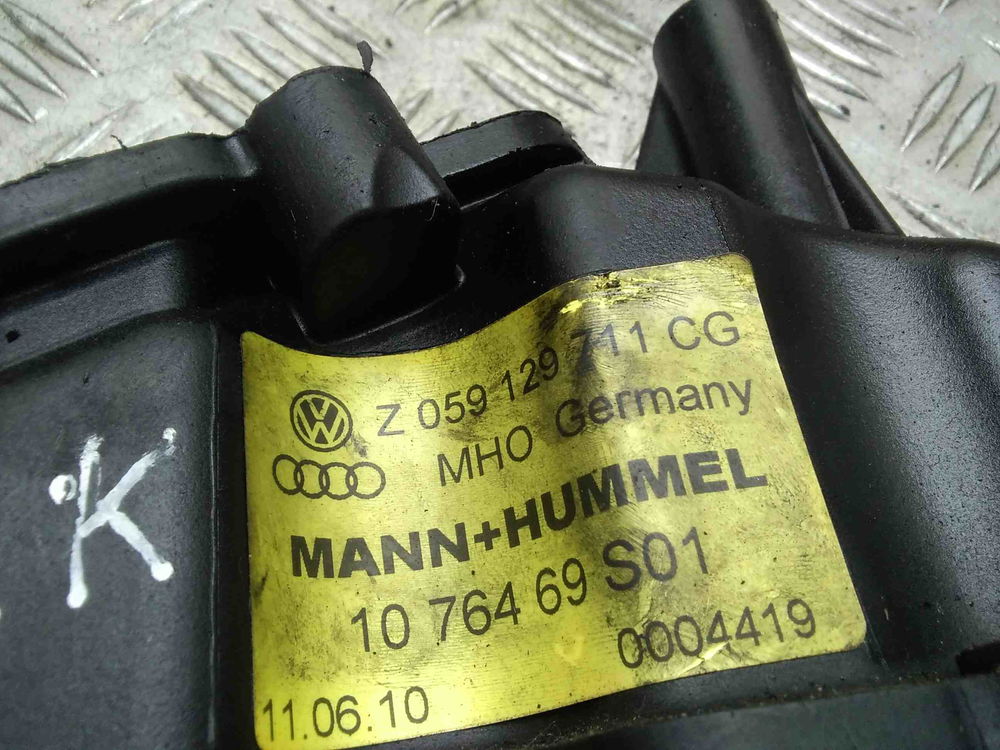 Z 059 129 711 CG
MHO Germany
MANN+HUMMEL
10 764 69 S01
0004419
11.06.10
K